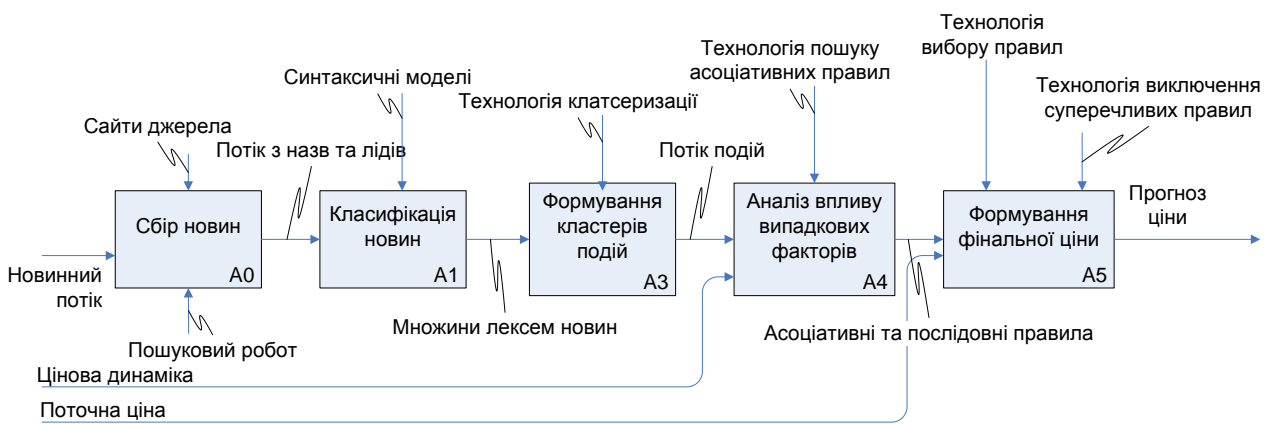 Технологія
вибору правил
Технологія пошуку
асоціативних правил
Синтаксичні моделі
Технологія клатсеризації
Технологія виключення
суперечливих правил
Сайти джерела
Потік з назв та лідів
Потік подій
Прогноз
ціни
Сбір новин
A0
Класифікація
новин
A1
Формування
кластерів
подій
A3
Аналіз впливу
випадкових
факторів
A4
Формування
фінальної ціни
A5
Новинний
потік
Пошуковий робот
Множини лексем новин
Асоціативні та послідовні правила
Цінова динаміка
Поточна ціна